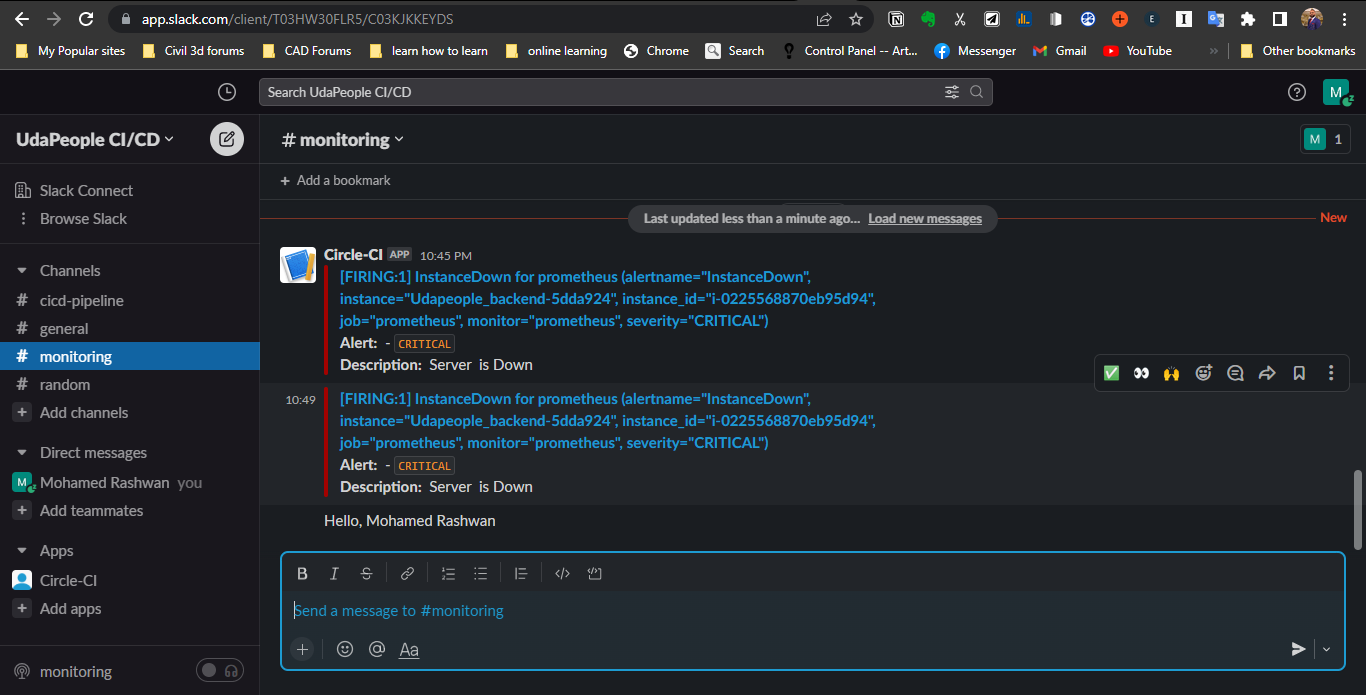 app.slack.com/client/T03HW30FLR5/C03KJKKEYDS
My Popular sites
Civil 3d forums
CAD Forums
learn how to learn
online learning
Chrome
Search
Control Panel -- Art...
Messenger
Gmail
YouTube
»
Other bookmarks
Search UdaPeople CI/CD
M
UdaPeople CI/CD
# monitoring
M 1
+ Add a bookmark
Slack Connect
Browse Slack
Channels
# cicd-pipeline
# general
# monitoring
# random
+ Add channels
Direct messages
M Mohamed Rashwan you
+ Add teammates
Apps
Circle-CI
+ Add apps
monitoring
Last updated less than a minute ago... Load new messages
New
Circle-CI APP 10:45 PM
[FIRING:1] InstanceDown for prometheus (alertname="InstanceDown",
instance="Udapeople_backend-5dda924", instance_id="i-0225568870eb95d94",
job="prometheus", monitor="prometheus", severity="CRITICAL")
Alert: - CRITICAL
Description: Server is Down
10:49 [FIRING:1] InstanceDown for prometheus (alertname="InstanceDown",
instance="Udapeople_backend-5dda924", instance_id="i-0225568870eb95d94",
job="prometheus", monitor="prometheus", severity="CRITICAL")
Alert: - CRITICAL
Description: Server is Down
Hello, Mohamed Rashwan
B I S
Send a message to #monitoring
+ @ Aa